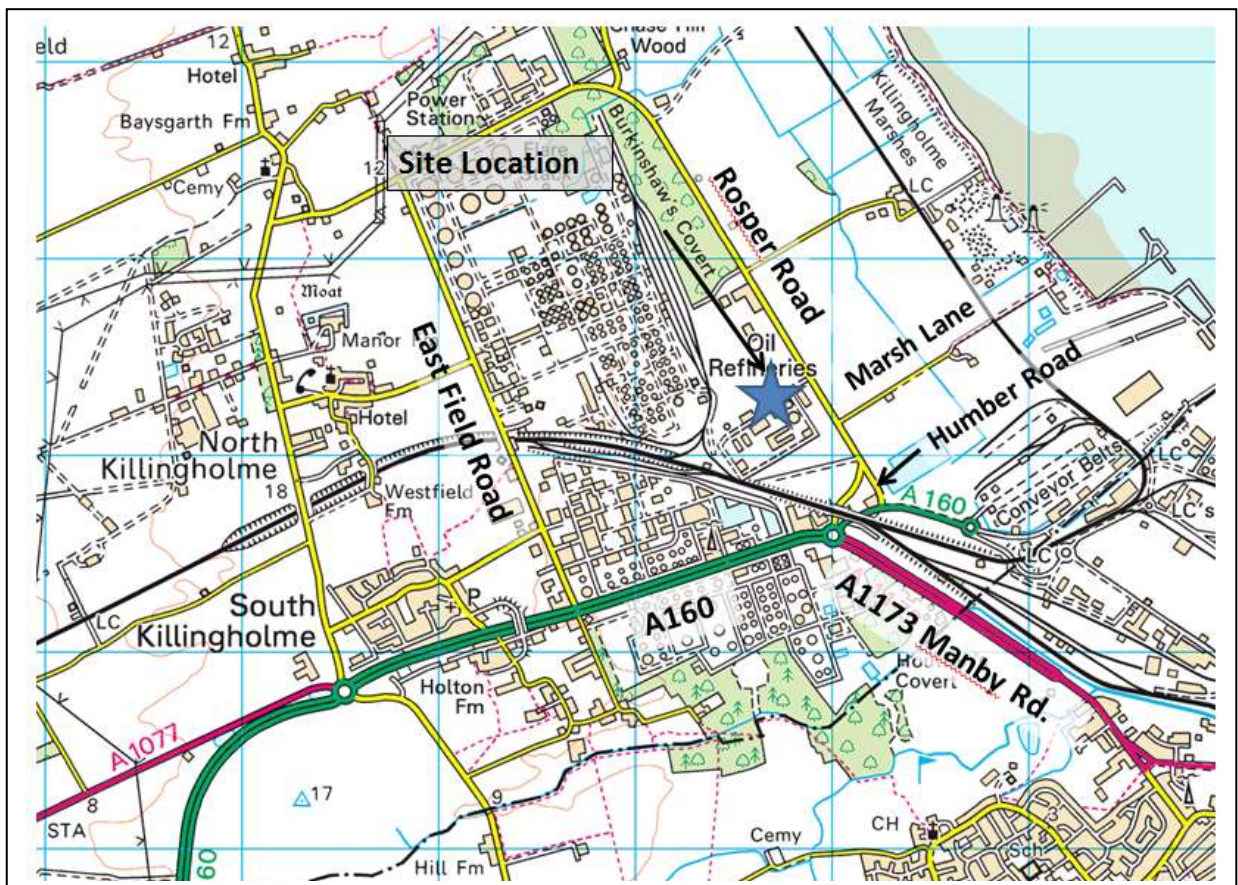 eld
12
Hotel
Baysgarth Fm
Cemy
Power
Station
Chase Hill
Wood
12
Site Location
Burkinshaw's Covert
Rosper Road
Killingholme
Marshes
LC
Moat
Manor
East Field Road
Oil
Refineries
Marsh Lane
Humber Road
Hotel
North
Killingholme
18
Westfield
Fm
A 160
Conveyor Belts
LC
LC's
LC
LC
South
Killingholme
P
A160
A1173 Manby Rd.
Covert
Holton
Fm
A 1077
8
STA
17
9
60
Hill Fm
Cemy
CH
Sch
3